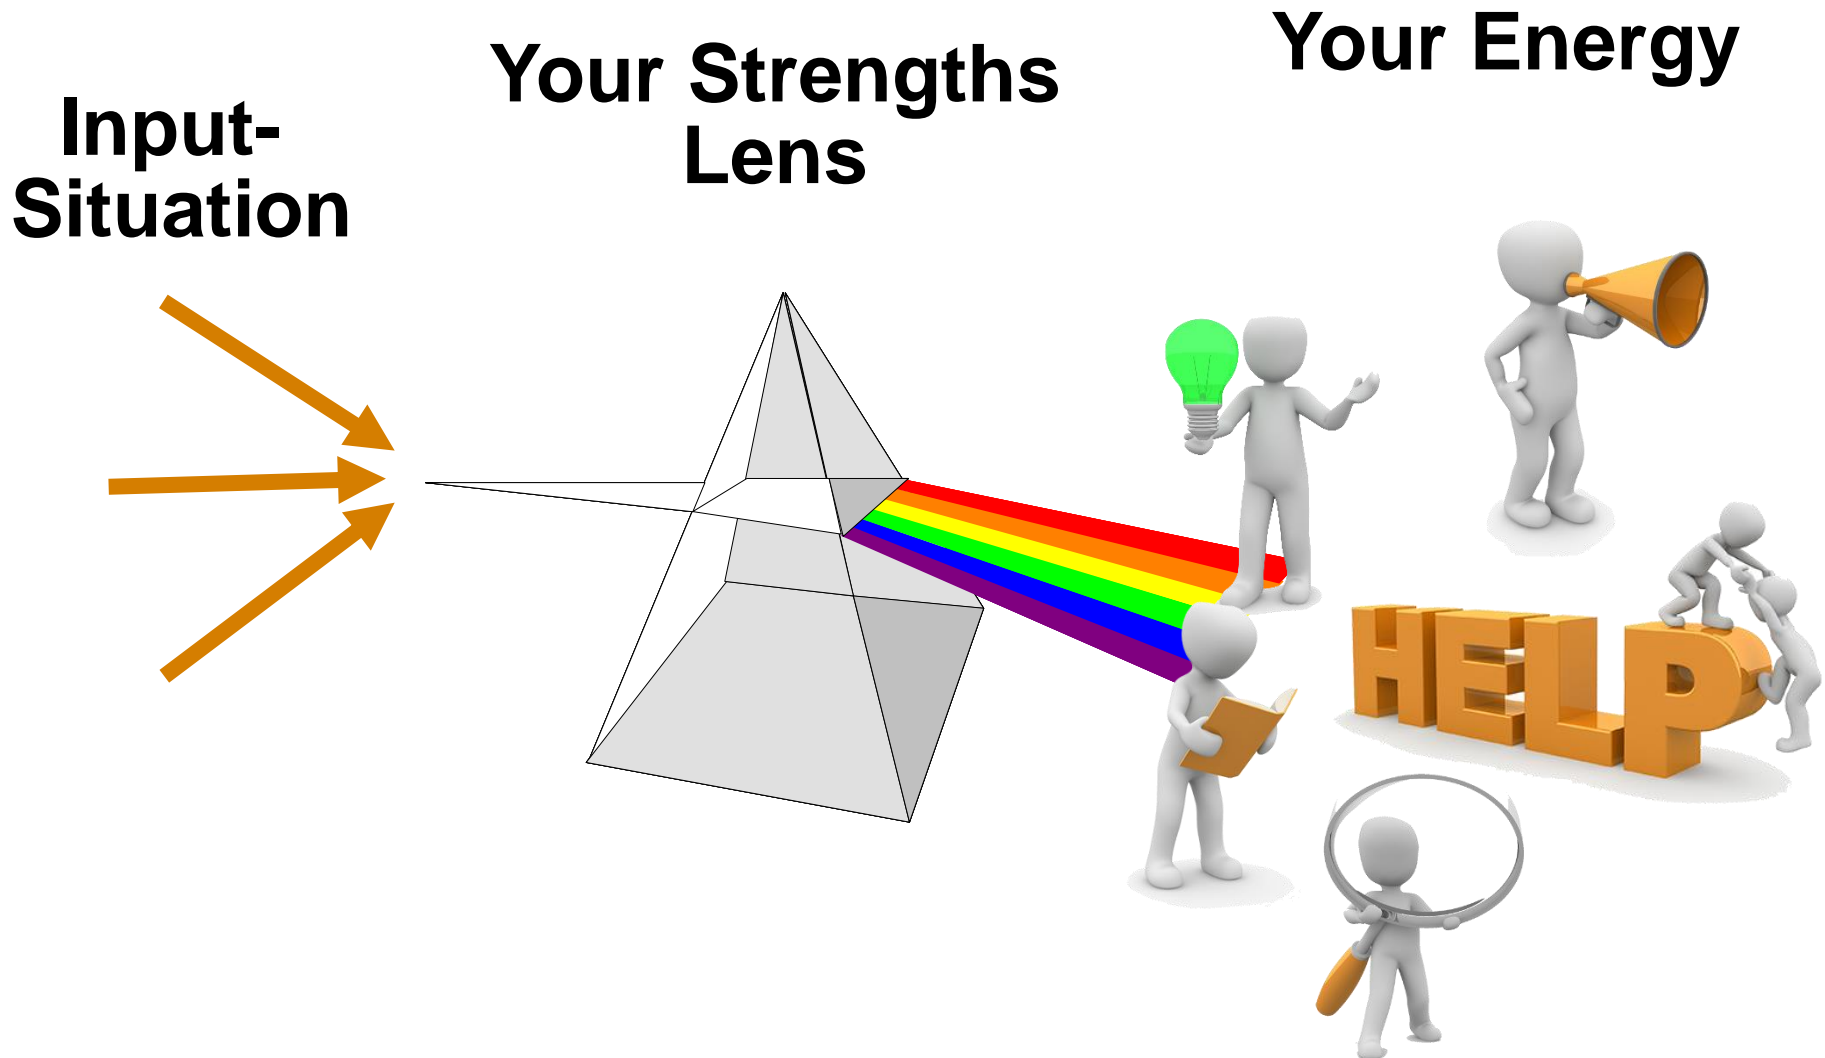 Input-
Situation
Your Strengths
Lens
Your Energy
HELP